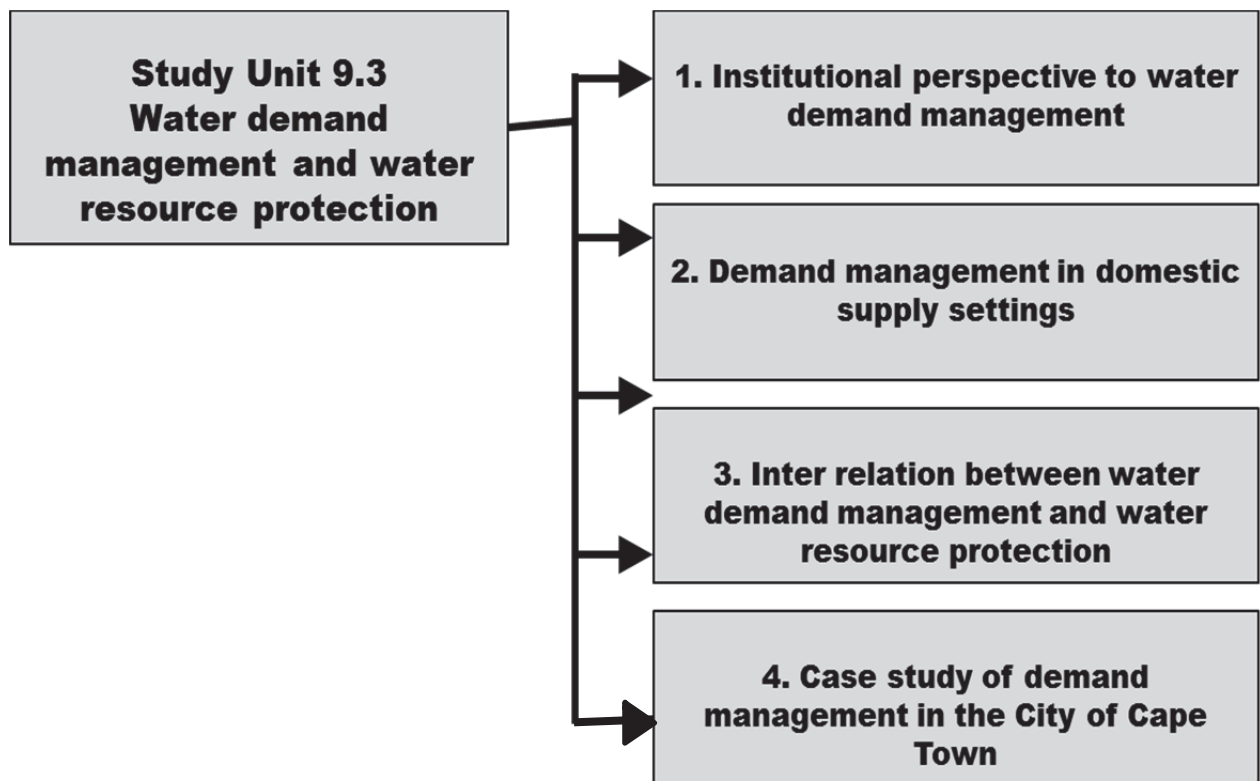 Study Unit 9.3
Water demand
management and water
resource protection
1. Institutional perspective to water
demand management
2. Demand management in domestic
supply settings
3. Inter relation between water
demand management and water
resource protection
4. Case study of demand
management in the City of Cape
Town